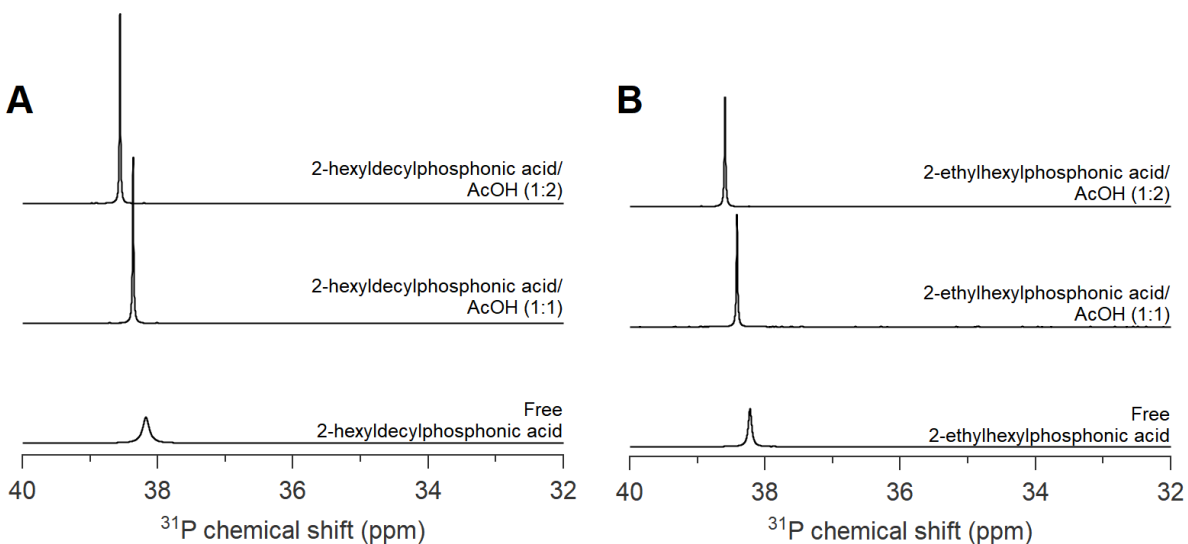 A
2-hexyldecylphosphonic acid/
AcOH (1:2)
2-hexyldecylphosphonic acid/
AcOH (1:1)
Free
2-hexyldecylphosphonic acid
40
38
36
34
32
³¹P chemical shift (ppm)
B
2-ethylhexylphosphonic acid/
AcOH (1:2)
2-ethylhexylphosphonic acid/
AcOH (1:1)
Free
2-ethylhexylphosphonic acid
40
38
36
34
32
³¹P chemical shift (ppm)